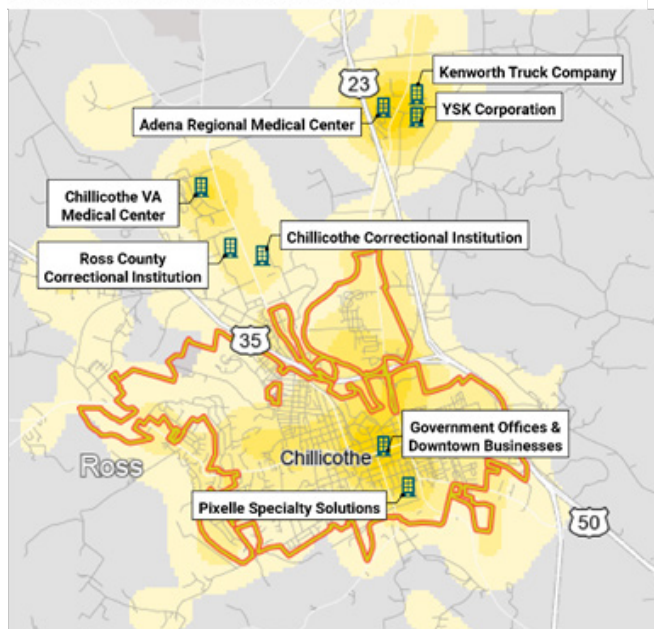 Kenworth Truck Company
23
YSK Corporation
Adena Regional Medical Center
Chillicothe VA
Medical Center
Chillicothe Correctional Institution
Ross County
Correctional Institution
35
Government Offices &
Downtown Businesses
Chillicothe
Ross
Pixelle Specialty Solutions
50